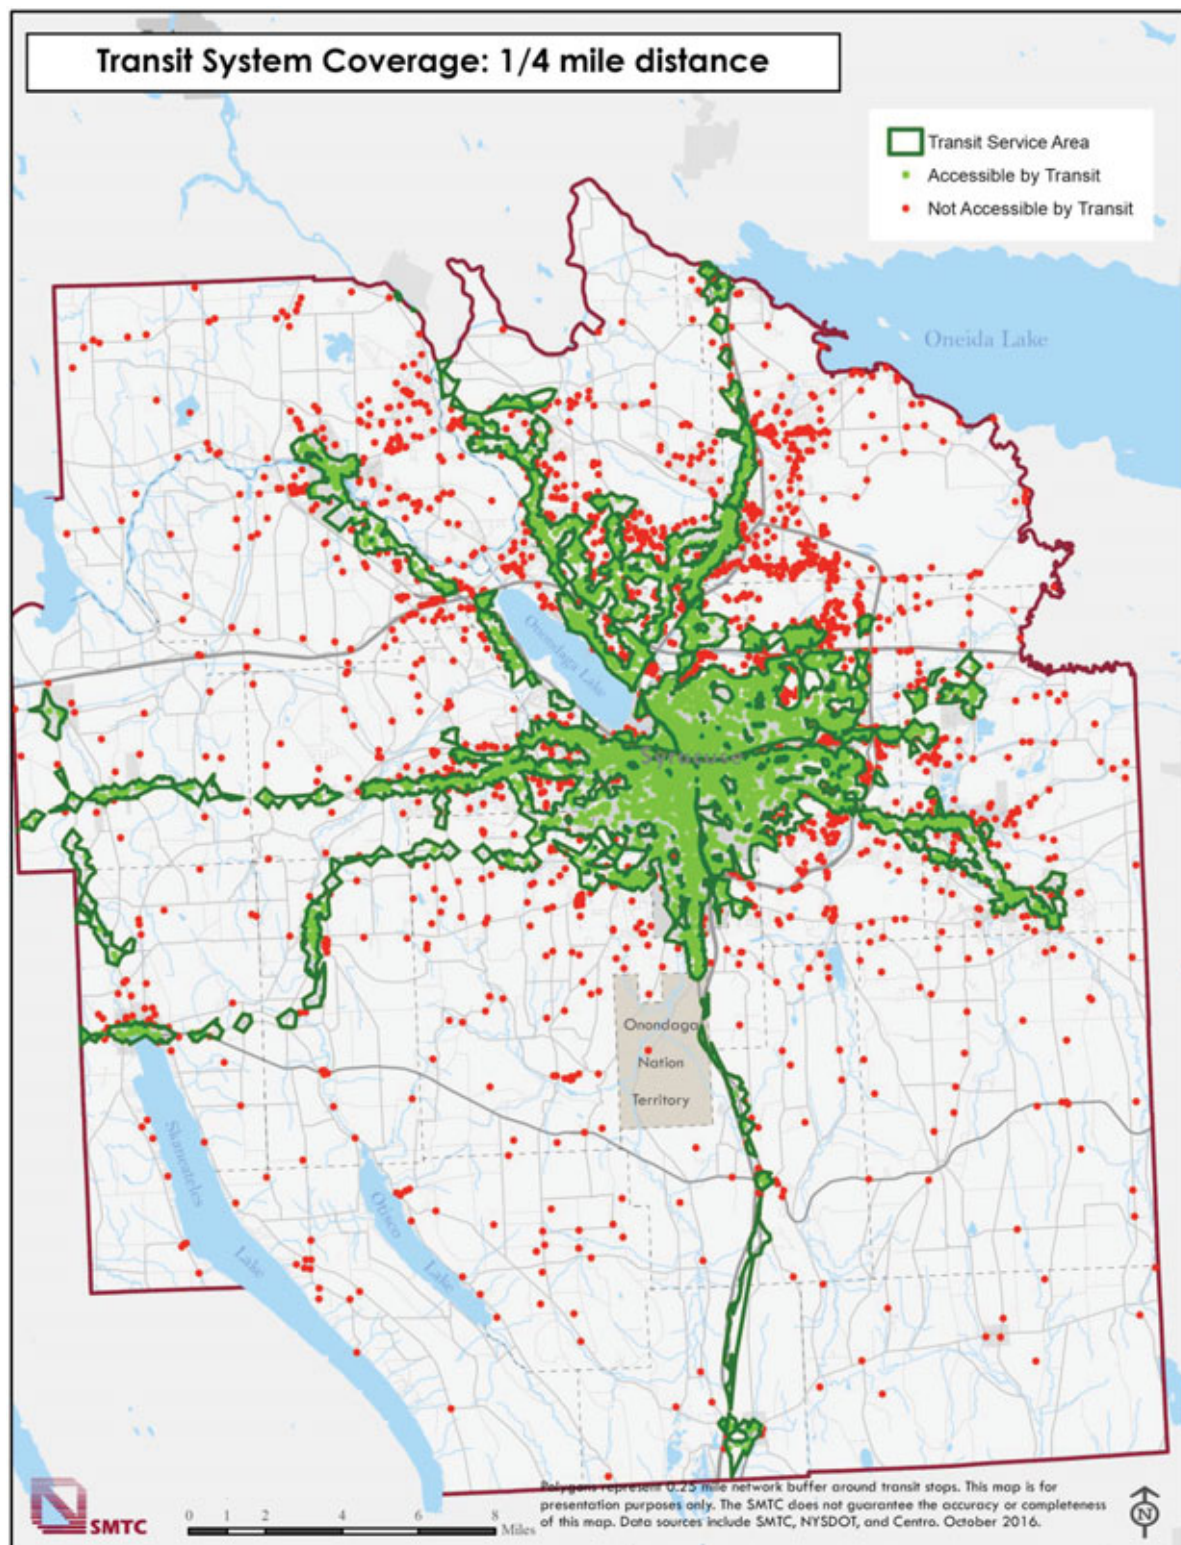 Transit System Coverage: 1/4 mile distance
Transit Service Area
Accessible by Transit
Not Accessible by Transit
Oneida Lake
Onondaga Lake
Syracuse
Onondaga
Nation
Territory
Skaneateles
Lake
Otisco
Lake
SMTC
0 1 2 4 6 8
Miles
Polygons represent 0.25 mile network buffer around transit stops. This map is for
presentation purposes only. The SMTC does not guarantee the accuracy or completeness
of this map. Data sources include SMTC, NYSDOT, and Centro. October 2016.
N